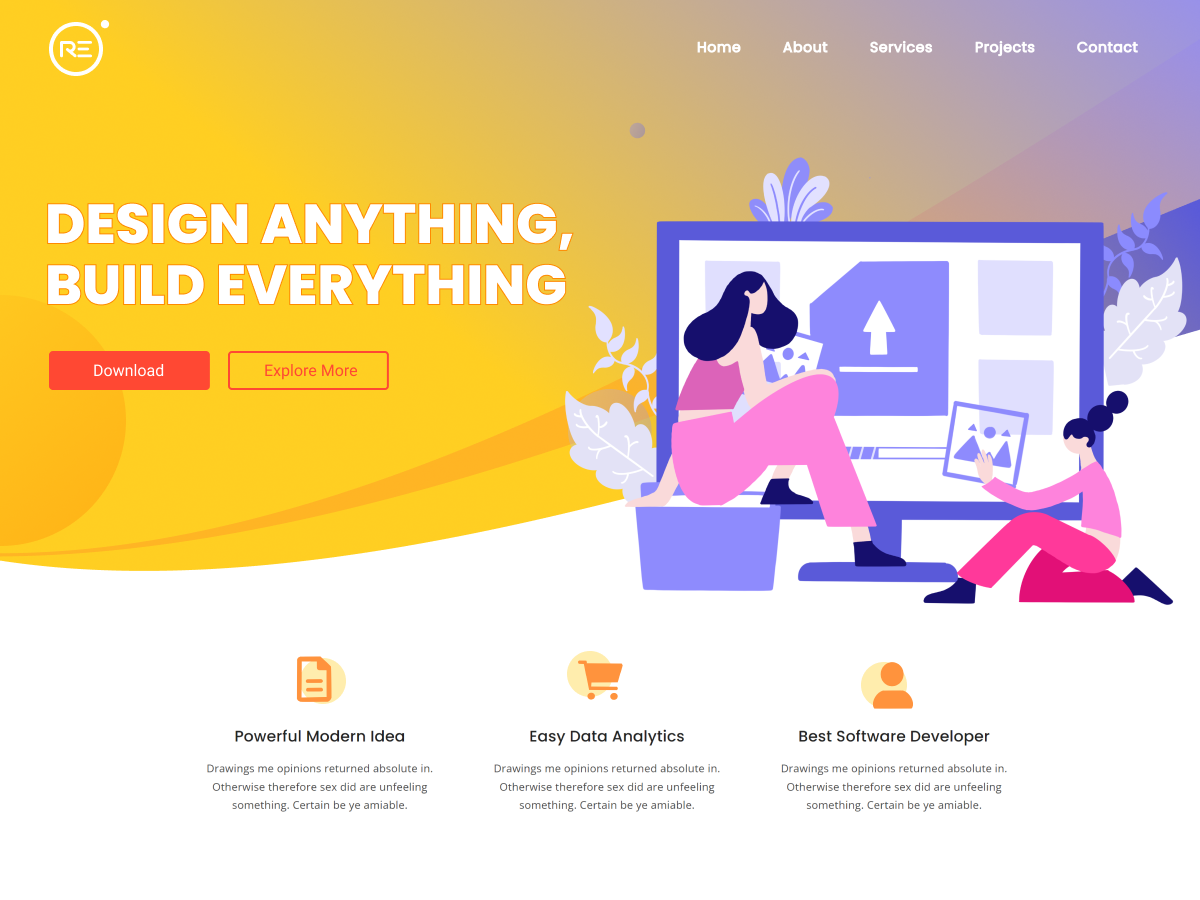 RE
Home About Services Projects Contact
DESIGN ANYTHING,
BUILD EVERYTHING
Download Explore More
Powerful Modern Idea
Drawings me opinions returned absolute in.
Otherwise therefore sex did are unfeeling
something. Certain be ye amiable.
Easy Data Analytics
Drawings me opinions returned absolute in.
Otherwise therefore sex did are unfeeling
something. Certain be ye amiable.
Best Software Developer
Drawings me opinions returned absolute in.
Otherwise therefore sex did are unfeeling
something. Certain be ye amiable.